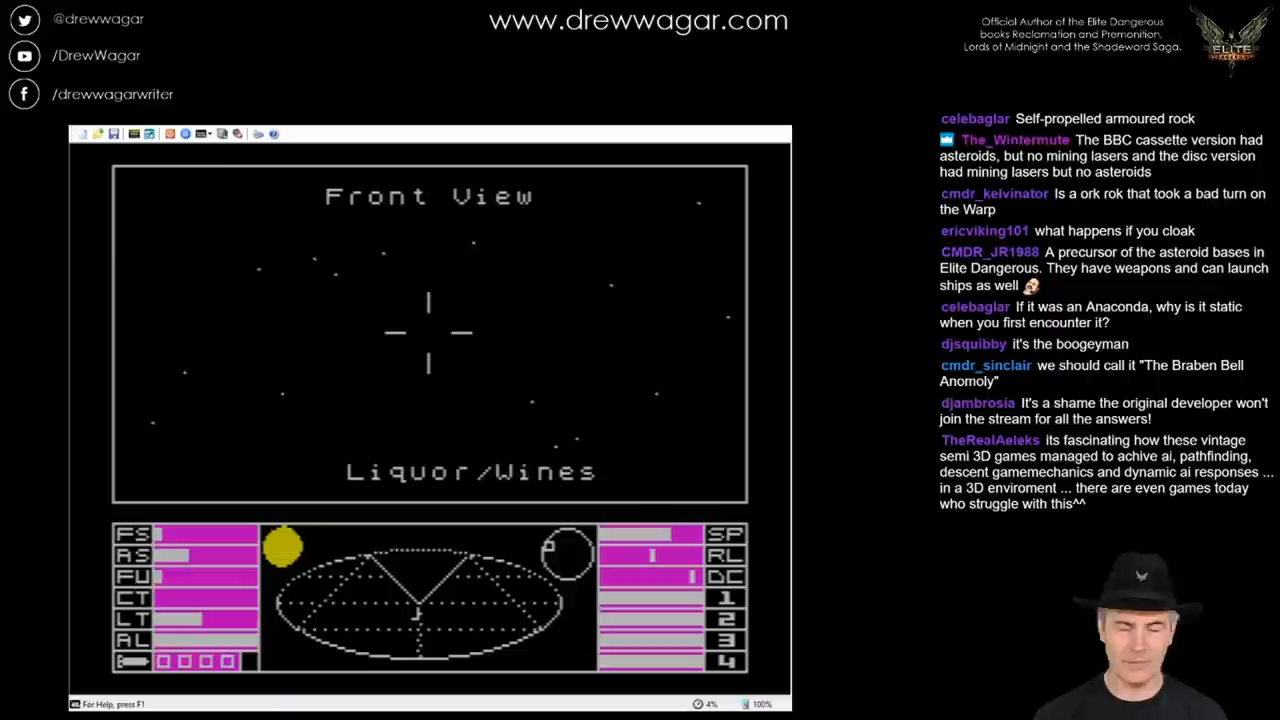 @drewwagar
/DrewWagar
/drewwagarwriter
www.drewwagar.com
Official Author of the Elite Dangerous
books Reclamation and Premonition,
Lords of Midnight and the Shadeward Saga.
ELITE
Front View
Liquor/Wines
FS
AS
FU
CT
LT
AL
SP
RL
DC
1
2
3
4
For Help, press F1
4%
100%
celebaglar Self-propelled armoured rock
The_Wintermute The BBC cassette version had
asteroids, but no mining lasers and the disc version
had mining lasers but no asteroids
cmdr_kelvinator Is a ork rok that took a bad turn on
the Warp
ericviking101 what happens if you cloak
CMDR_JR1988 A precursor of the asteroid bases in
Elite Dangerous. They have weapons and can launch
ships as well
celebaglar If it was an Anaconda, why is it static
when you first encounter it?
djsquibby it's the boogeyman
cmdr_sinclair we should call it "The Braben Bell
Anomoly"
djambrosia It's a shame the original developer won't
join the stream for all the answers!
TheRealAeleks its fascinating how these vintage
semi 3D games managed to achive ai, pathfinding,
descent gamemechanics and dynamic ai responses ...
in a 3D enviroment ... there are even games today
who struggle with this^^